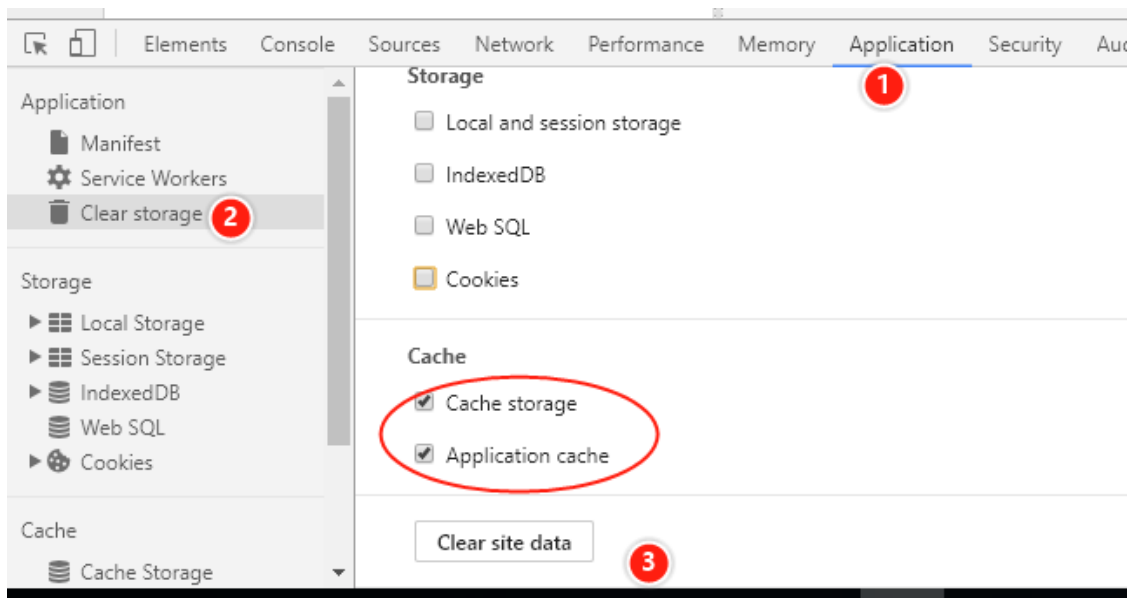 Elements Console Sources Network Performance Memory Application Security Auc
1
Application
Manifest
Service Workers
Clear storage 2
Storage
Local Storage
Session Storage
IndexedDB
Web SQL
Cookies
Cache
Cache Storage
Storage
Local and session storage
IndexedDB
Web SQL
Cookies
Cache
Cache storage
Application cache
Clear site data
3